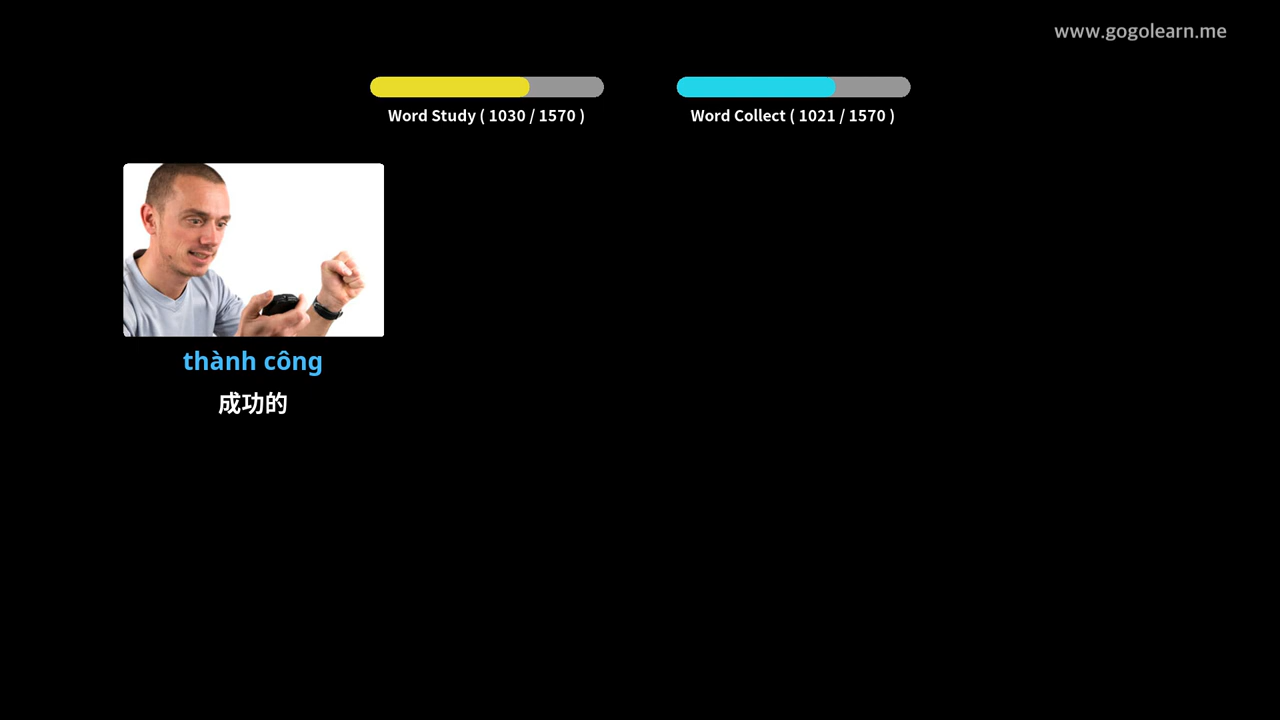 www.gogolearn.me
Word Study ( 1030 / 1570 )
Word Collect ( 1021 / 1570 )
thành công
成功的